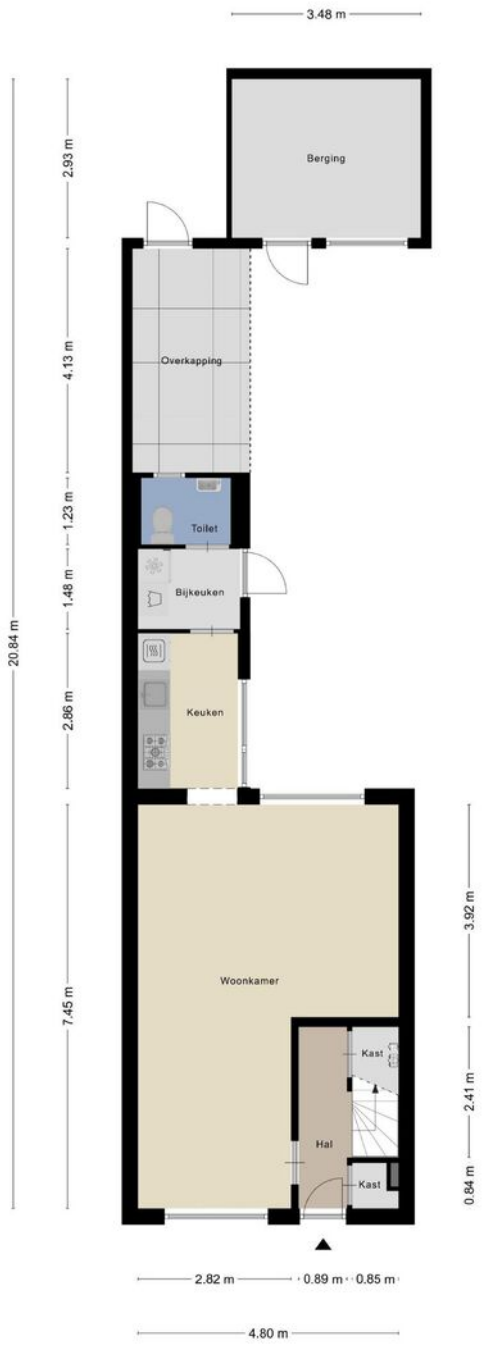 3.48 m
2.93 m
Berging
4.13 m
Overkapping
1.23 m
Toilet
1.48 m
Bijkeuken
20.84 m
2.86 m
Keuken
7.45 m
3.92 m
Woonkamer
Kast
2.41 m
Hal
Kast
0.84 m
2.82 m
0.89 m
0.85 m
4.80 m